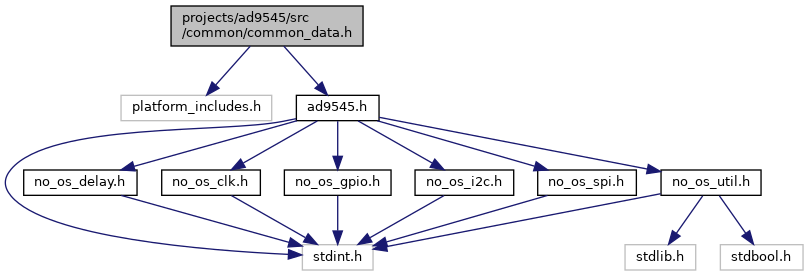 projects/ad9545/src
/common/common_data.h
platform_includes.h
ad9545.h
no_os_delay.h
no_os_clk.h
no_os_gpio.h
no_os_i2c.h
no_os_spi.h
no_os_util.h
stdint.h
stdlib.h
stdbool.h